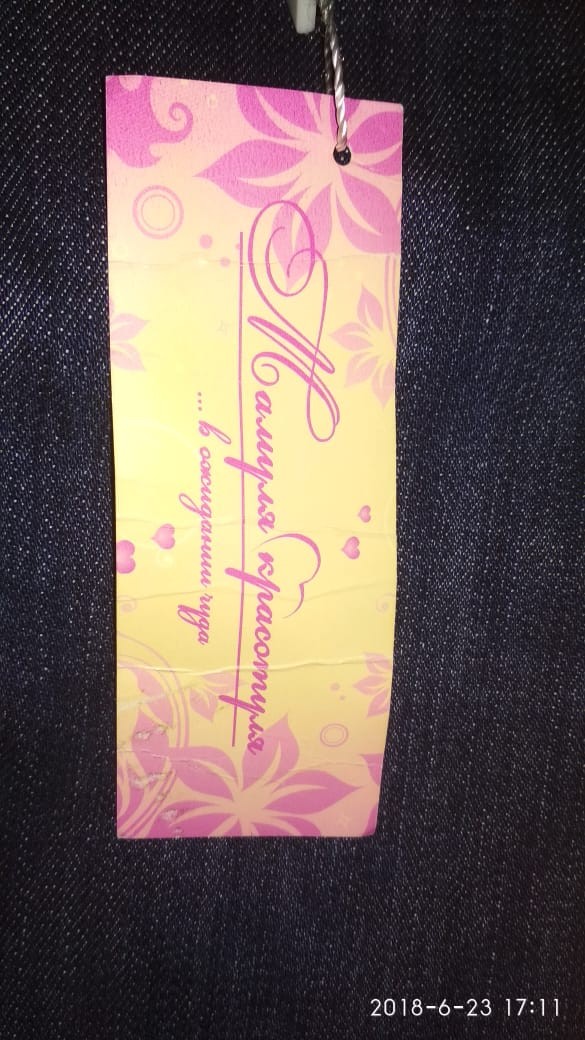 Мамуля красотуля
... в ожидании чуда
2018-6-23 17:11